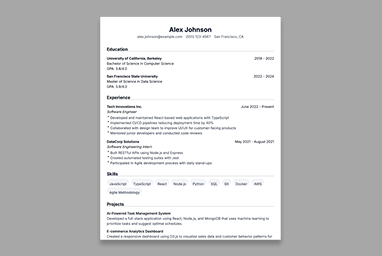 Alex Johnson
alex.johnson@example.com (555) 123-4567 San Francisco, CA
Education
University of California, Berkeley 2018 - 2022
Bachelor of Science in Computer Science
GPA: 3.8/4.0
San Francisco State University 2022 - 2024
Master of Science in Data Science
GPA: 3.9/4.0
Experience
Tech Innovations Inc. June 2022 - Present
Software Engineer
• Developed and maintained React-based web applications with TypeScript
• Implemented CI/CD pipelines reducing deployment time by 40%
• Collaborated with design team to improve UI/UX for customer-facing products
• Mentored junior developers and conducted code reviews
DataCorp Solutions May 2021 - August 2021
Software Engineering Intern
• Built RESTful APIs using Node.js and Express
• Created automated testing suites with Jest
• Participated in Agile development process with daily stand-ups
Skills
JavaScript TypeScript React Node.js Python SQL Git Docker AWS
Agile Methodology
Projects
AI-Powered Task Management System
Developed a full-stack application using React, Node.js, and MongoDB that uses machine learning to
prioritize tasks and suggest optimal schedules.
E-commerce Analytics Dashboard
Created a responsive dashboard using D3.js to visualize sales data and customer behavior patterns for